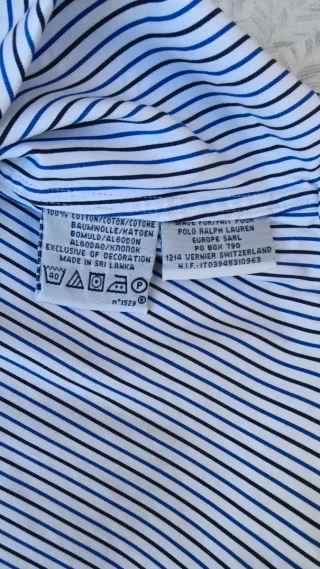 100% COTTON/COTON/COTONE
BAUMWOLLE/KATOEN
BOMULD/ALGODON
ALGODAO/ХЛОПОК
EXCLUSIVE OF DECORATION
MADE IN SRI LANKA
40
P
n°1529 ®
MADE FOR/FAIT POUR
POLO RALPH LAUREN
EUROPE SARL
PO BOX 790
1214 VERNIER SWITZERLAND
N.I.F.:IT03945310963